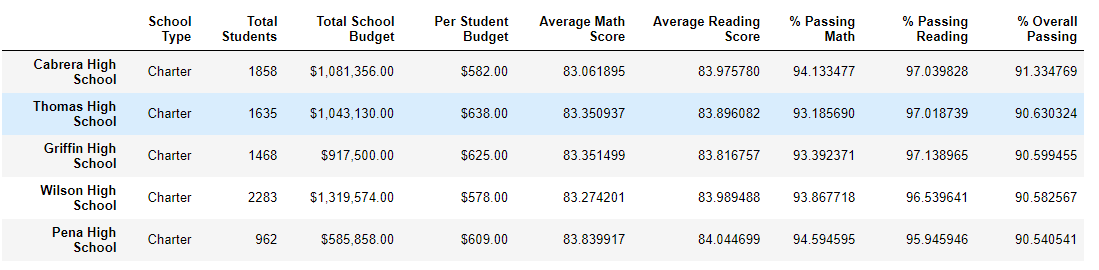 School Type Total Students Total School Budget Per Student Budget Average Math Score Average Reading Score % Passing Math % Passing Reading % Overall Passing
Cabrera High School Charter 1858 $1,081,356.00 $582.00 83.061895 83.975780 94.133477 97.039828 91.334769
Thomas High School Charter 1635 $1,043,130.00 $638.00 83.350937 83.896082 93.185690 97.018739 90.630324
Griffin High School Charter 1468 $917,500.00 $625.00 83.351499 83.816757 93.392371 97.138965 90.599455
Wilson High School Charter 2283 $1,319,574.00 $578.00 83.274201 83.989488 93.867718 96.539641 90.582567
Pena High School Charter 962 $585,858.00 $609.00 83.839917 84.044699 94.594595 95.945946 90.540541